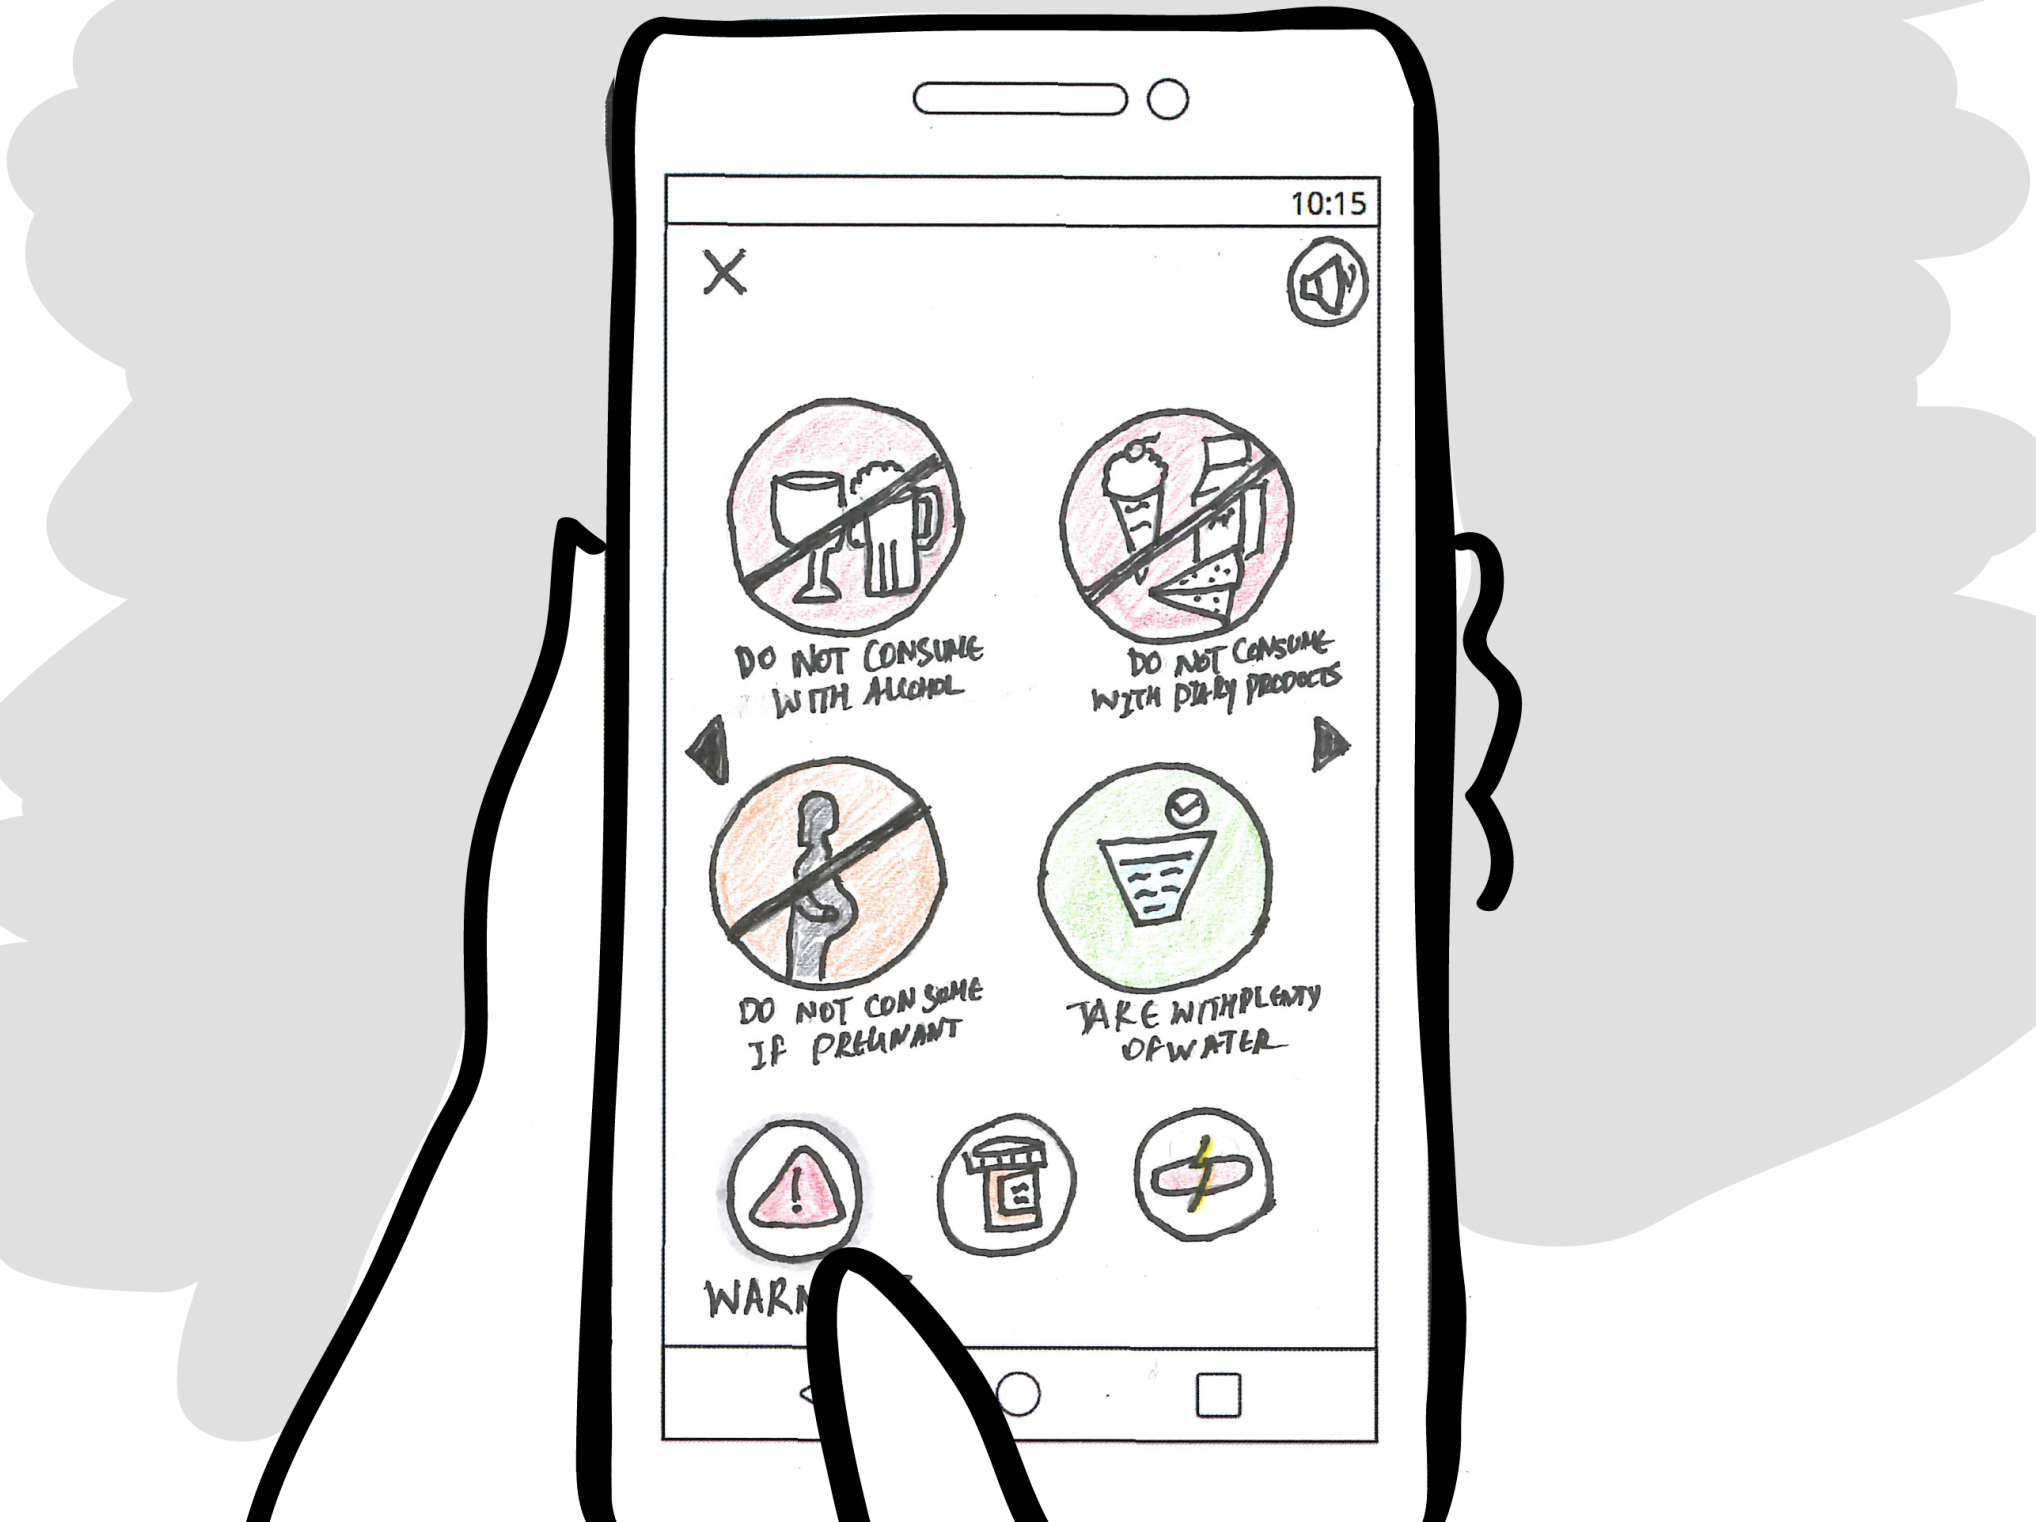 10:15
DO NOT CONSUME
WITH ALCOHOL
DO NOT CONSUME
WITH DIARY PRODUCTS
DO NOT CONSUME
IF PREGNANT
TAKE WITH PLENTY
OF WATER
WARN